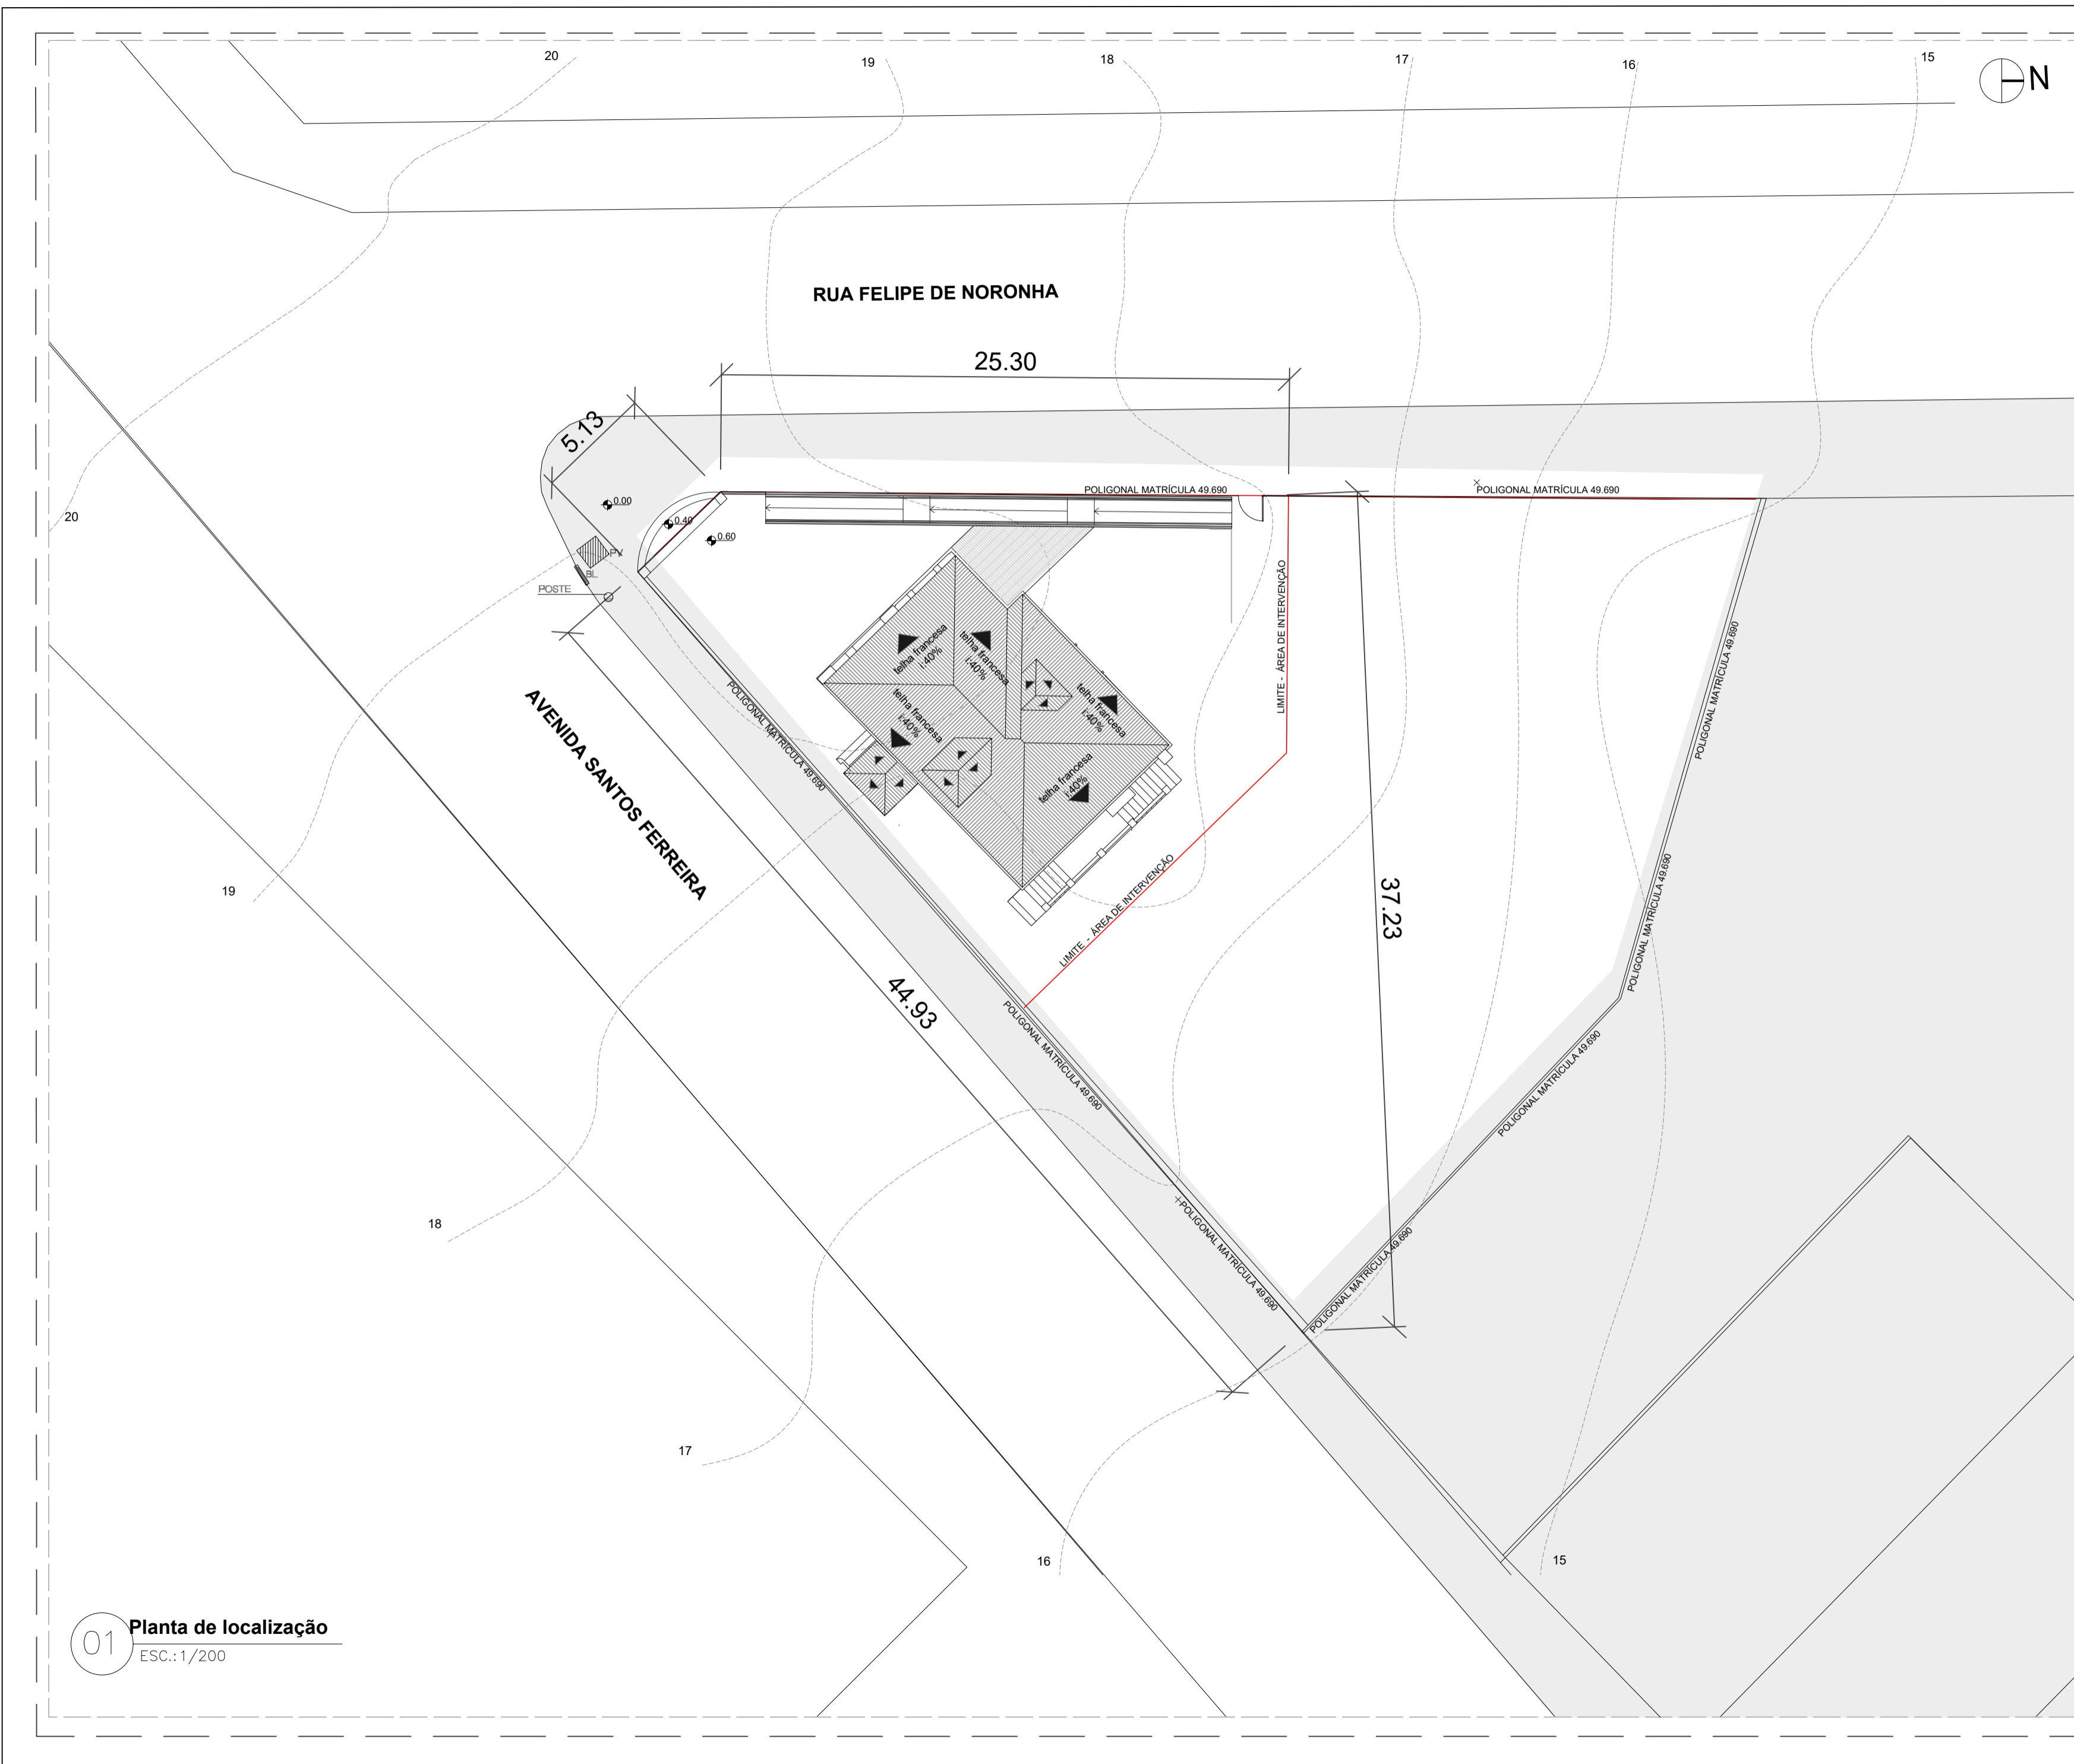 20
19
18
17
16
15
N
RUA FELIPE DE NORONHA
25.30
5.13
POLIGONAL MATRÍCULA 49.690
POLIGONAL MATRÍCULA 49.690
0.00
20
0.40
0.60
PV
BL
POSTE
LIMITE - ÁREA DE INTERVENÇÃO
telha francesa
i:40%
telha francesa
i:40%
telha francesa
i:40%
telha francesa
i:40%
telha francesa
i:40%
POLIGONAL MATRÍCULA 49.690
POLIGONAL MATRÍCULA 49.690
AVENIDA SANTOS FERREIRA
19
LIMITE - ÁREA DE INTERVENÇÃO
37.23
POLIGONAL MATRÍCULA 49.690
44.93
POLIGONAL MATRÍCULA 49.690
POLIGONAL MATRÍCULA 49.690
18
POLIGONAL MATRÍCULA 49.690
POLIGONAL MATRÍCULA 49.690
17
16
15
01
Planta de localização
ESC.: 1/200